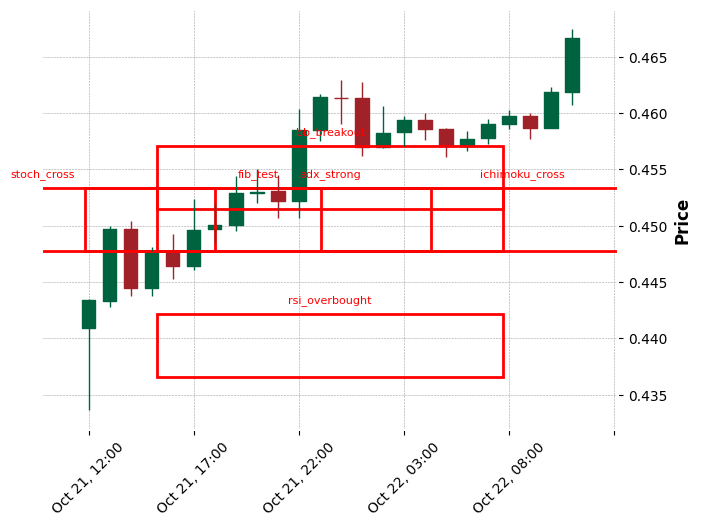 0.465
0.460
bb_breakout
0.455
stoch_cross
fib_test
adx_strong
ichimoku_cross
0.450
Price
0.445
rsi_overbought
0.440
0.435
Oct 21, 12:00
Oct 21, 17:00
Oct 21, 22:00
Oct 22, 03:00
Oct 22, 08:00